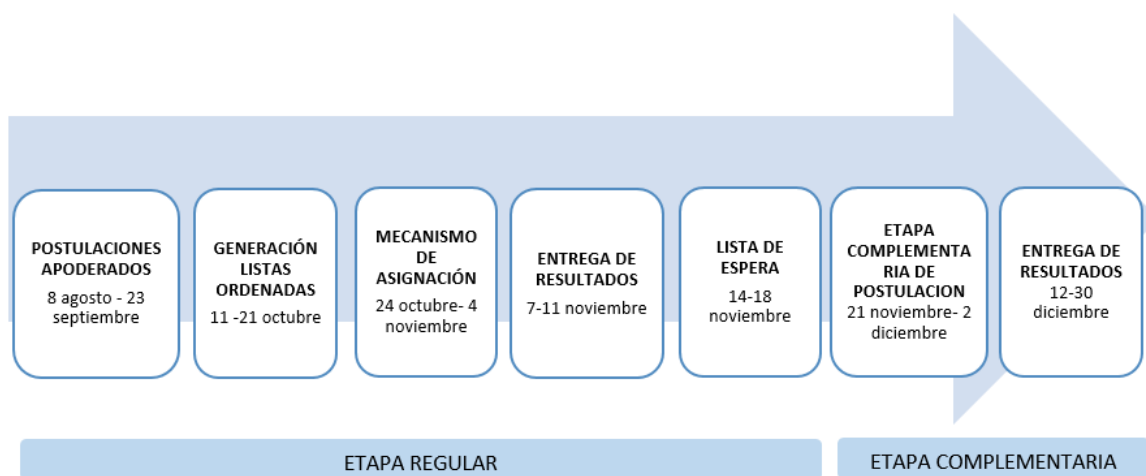 POSTULACIONES
APODERADOS
8 agosto - 23
septiembre
GENERACIÓN
LISTAS
ORDENADAS
11 -21 octubre
MECANISMO
DE
ASIGNACIÓN
24 octubre- 4
noviembre
ENTREGA DE
RESULTADOS
7-11 noviembre
LISTA DE
ESPERA
14-18
noviembre
ETAPA
COMPLEMENTA
RIA DE
POSTULACION
21 noviembre- 2
diciembre
ENTREGA DE
RESULTADOS
12-30
diciembre
ETAPA REGULAR
ETAPA COMPLEMENTARIA